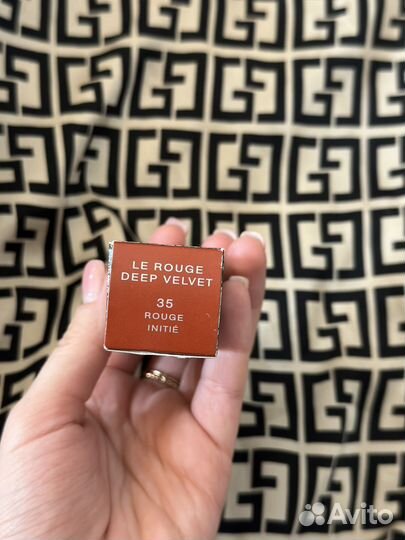 LE ROUGE
DEEP VELVET
35
ROUGE
INITIÉ
Avito